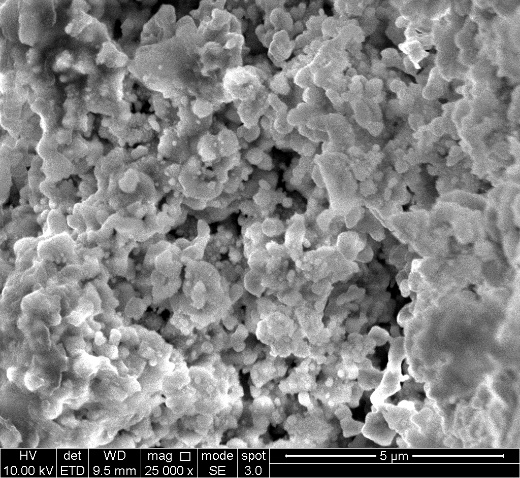 HV det WD mag □ mode spot 5 µm
10.00 kV ETD 9.5 mm 25 000 x SE 3.0